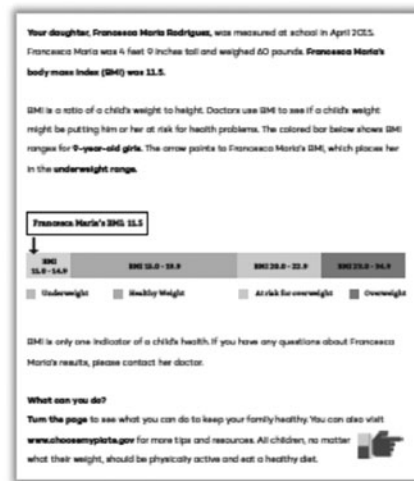 Your daughter, Francesca Maria Rodriguez, was measured at school in April 2015.
Francesca Maria was 4 feet 9 inches tall and weighed 60 pounds. Francesca Maria's
body mass index (BMI) was 11.5.
BMI is a ratio of a child's weight to height. Doctors use BMI to see if a child's weight
might be putting him or her at risk for health problems. The colored bar below shows BMI
ranges for 9-year-old girls. The arrow points to Francesca Maria's BMI, which places her
in the underweight range.
Francesca Maria's BMI: 11.5
BMI
11.0 - 14.9
BMI 15.0 - 19.9
BMI 20.0 - 22.9
BMI 23.0 - 34.9
Underweight
Healthy Weight
At risk for overweight
Overweight
BMI is only one indicator of a child's health. If you have any questions about Francesca
Maria's results, please contact her doctor.
What can you do?
Turn the page to see what you can do to keep your family healthy. You can also visit
www.choosemyplate.gov for more tips and resources. All children, no matter
what their weight, should be physically active and eat a healthy diet.